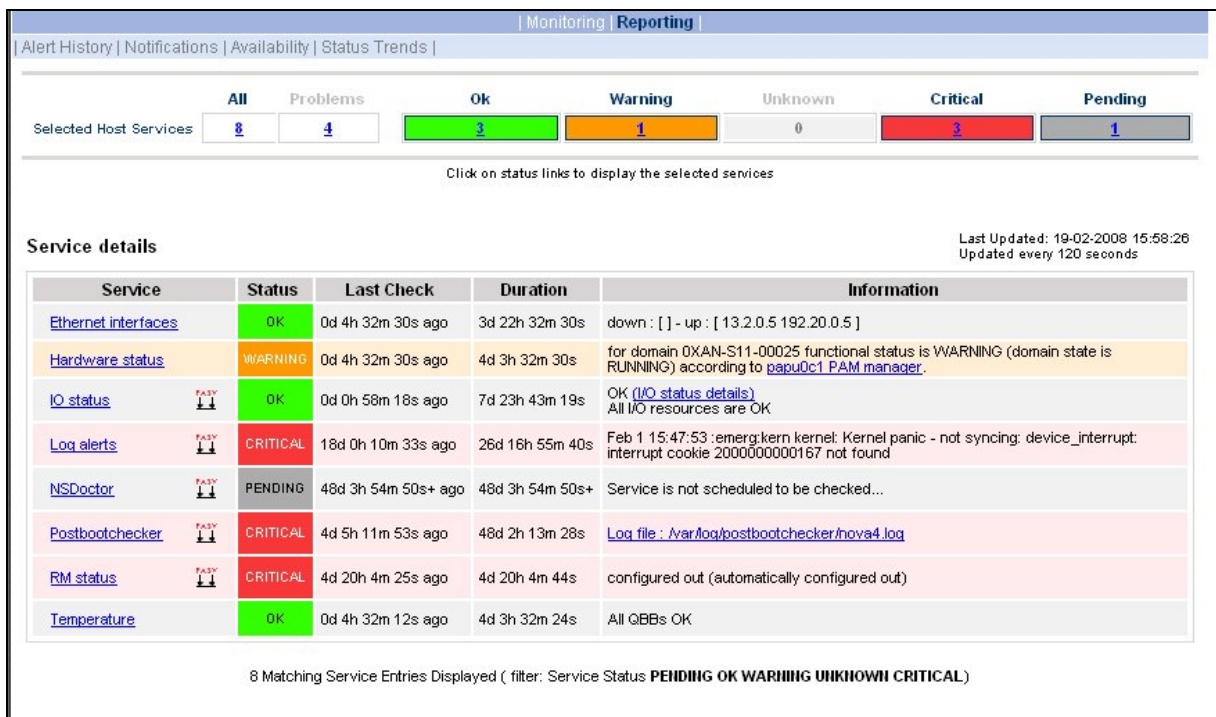 | Monitoring | Reporting |
| Alert History | Notifications | Availability | Status Trends |
All Problems Ok Warning Unknown Critical Pending
Selected Host Services 8 4 3 1 0 3 1
Click on status links to display the selected services
Service details
Last Updated: 19-02-2008 15:58:26
Updated every 120 seconds
Service Status Last Check Duration Information
Ethernet interfaces OK 0d 4h 32m 30s ago 3d 22h 32m 30s down : [ ] - up : [ 13.2.0.5 192.20.0.5 ]
Hardware status WARNING 0d 4h 32m 30s ago 4d 3h 32m 30s for domain 0XAN-S11-00025 functional status is WARNING (domain state is
RUNNING) according to papu0c1 PAM manager.
IO status PASV OK 0d 0h 58m 18s ago 7d 23h 43m 19s OK (I/O status details)
All I/O resources are OK
Log alerts PASV CRITICAL 18d 0h 10m 33s ago 26d 16h 55m 40s Feb 1 15:47:53 :emerg:kern kernel: Kernel panic - not syncing: device_interrupt:
interrupt cookie 2000000000167 not found
NSDoctor PASV PENDING 48d 3h 54m 50s+ ago 48d 3h 54m 50s+ Service is not scheduled to be checked...
Postbootchecker PASV CRITICAL 4d 5h 11m 53s ago 48d 2h 13m 28s Log file : /var/log/postbootchecker/nova4.log
RM status PASV CRITICAL 4d 20h 4m 25s ago 4d 20h 4m 44s configured out (automatically configured out)
Temperature OK 0d 4h 32m 12s ago 4d 3h 32m 24s All QBBs OK
8 Matching Service Entries Displayed ( filter: Service Status PENDING OK WARNING UNKNOWN CRITICAL)